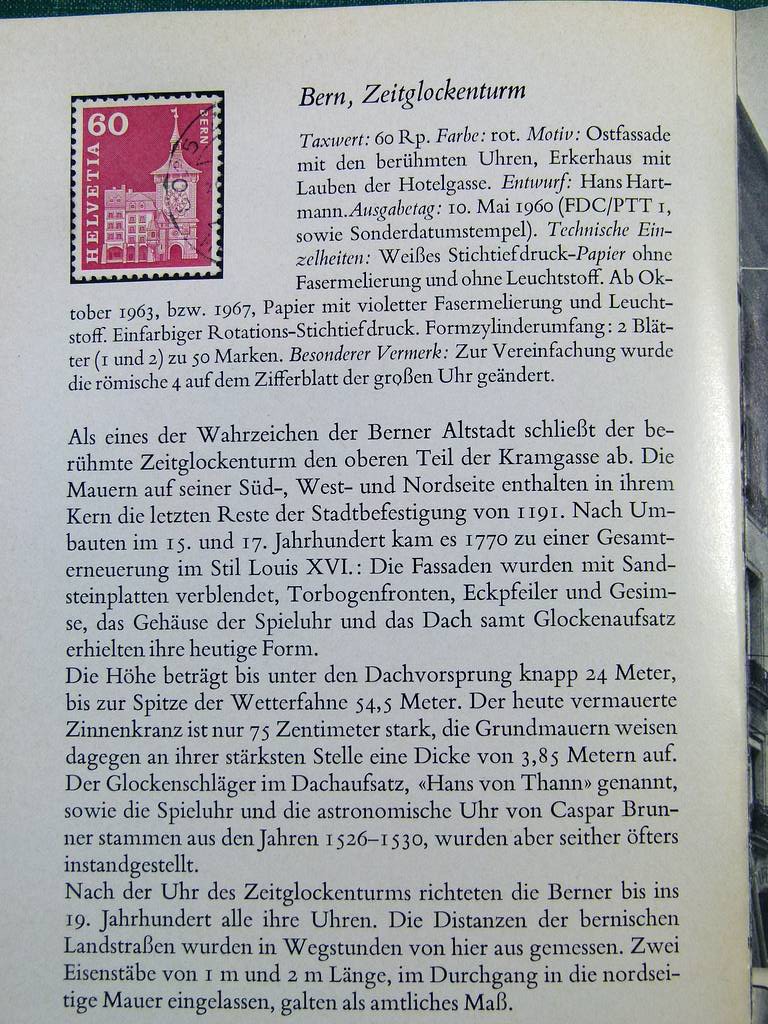 60
BERN
HELVETIA
Bern, Zeitglockenturm
Taxwert: 60 Rp. Farbe: rot. Motiv: Ostfassade
mit den berühmten Uhren, Erkerhaus mit
Lauben der Hotelgasse. Entwurf: Hans Hart-
mann. Ausgabetag: 10. Mai 1960 (FDC/PTT 1,
sowie Sonderdatumstempel). Technische Ein-
zelheiten: Weißes Stichtiefdruck-Papier ohne
Fasermelierung und ohne Leuchtstoff. Ab Ok-
tober 1963, bzw. 1967, Papier mit violetter Fasermelierung und Leucht-
stoff. Einfarbiger Rotations-Stichtiefdruck. Formzylinderumfang: 2 Blät-
ter (1 und 2) zu 50 Marken. Besonderer Vermerk: Zur Vereinfachung wurde
die römische 4 auf dem Zifferblatt der großen Uhr geändert.
Als eines der Wahrzeichen der Berner Altstadt schließt der be-
rühmte Zeitglockenturm den oberen Teil der Kramgasse ab. Die
Mauern auf seiner Süd-, West- und Nordseite enthalten in ihrem
Kern die letzten Reste der Stadtbefestigung von 1191. Nach Um-
bauten im 15. und 17. Jahrhundert kam es 1770 zu einer Gesamt-
erneuerung im Stil Louis XVI.: Die Fassaden wurden mit Sand-
steinplatten verblendet, Torbogenfronten, Eckpfeiler und Gesim-
se, das Gehäuse der Spieluhr und das Dach samt Glockenaufsatz
erhielten ihre heutige Form.
Die Höhe beträgt bis unter den Dachvorsprung knapp 24 Meter,
bis zur Spitze der Wetterfahne 54,5 Meter. Der heute vermauerte
Zinnenkranz ist nur 75 Zentimeter stark, die Grundmauern weisen
dagegen an ihrer stärksten Stelle eine Dicke von 3,85 Metern auf.
Der Glockenschläger im Dachaufsatz, «Hans von Thann» genannt,
sowie die Spieluhr und die astronomische Uhr von Caspar Brun-
ner stammen aus den Jahren 1526–1530, wurden aber seither öfters
instandgestellt.
Nach der Uhr des Zeitglockenturms richteten die Berner bis ins
19. Jahrhundert alle ihre Uhren. Die Distanzen der bernischen
Landstraßen wurden in Wegstunden von hier aus gemessen. Zwei
Eisenstäbe von 1 m und 2 m Länge, im Durchgang in die nordsei-
tige Mauer eingelassen, galten als amtliches Maß.